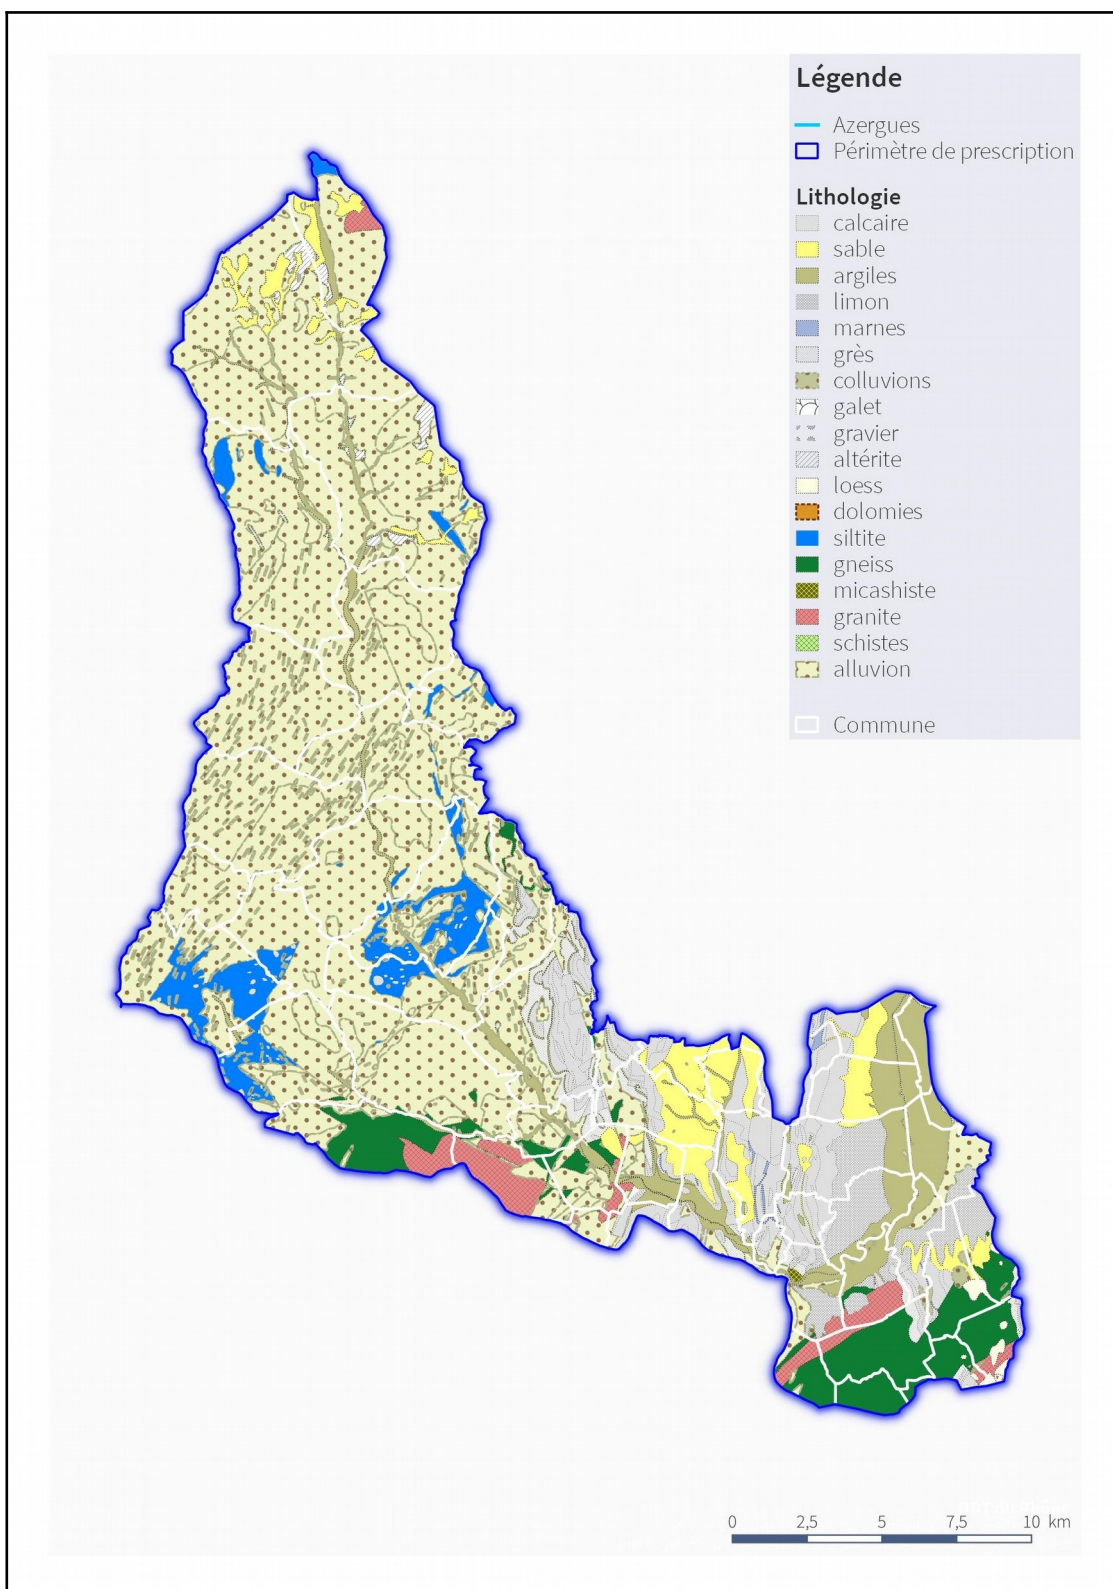 Légende
Azergues
Périmètre de prescription
Lithologie
calcaire
sable
argiles
limon
marnes
grès
colluvions
galet
gravier
altérite
loess
dolomies
siltite
gneiss
micashiste
granite
schistes
alluvion
Commune
0 2,5 5 7,5 10 km